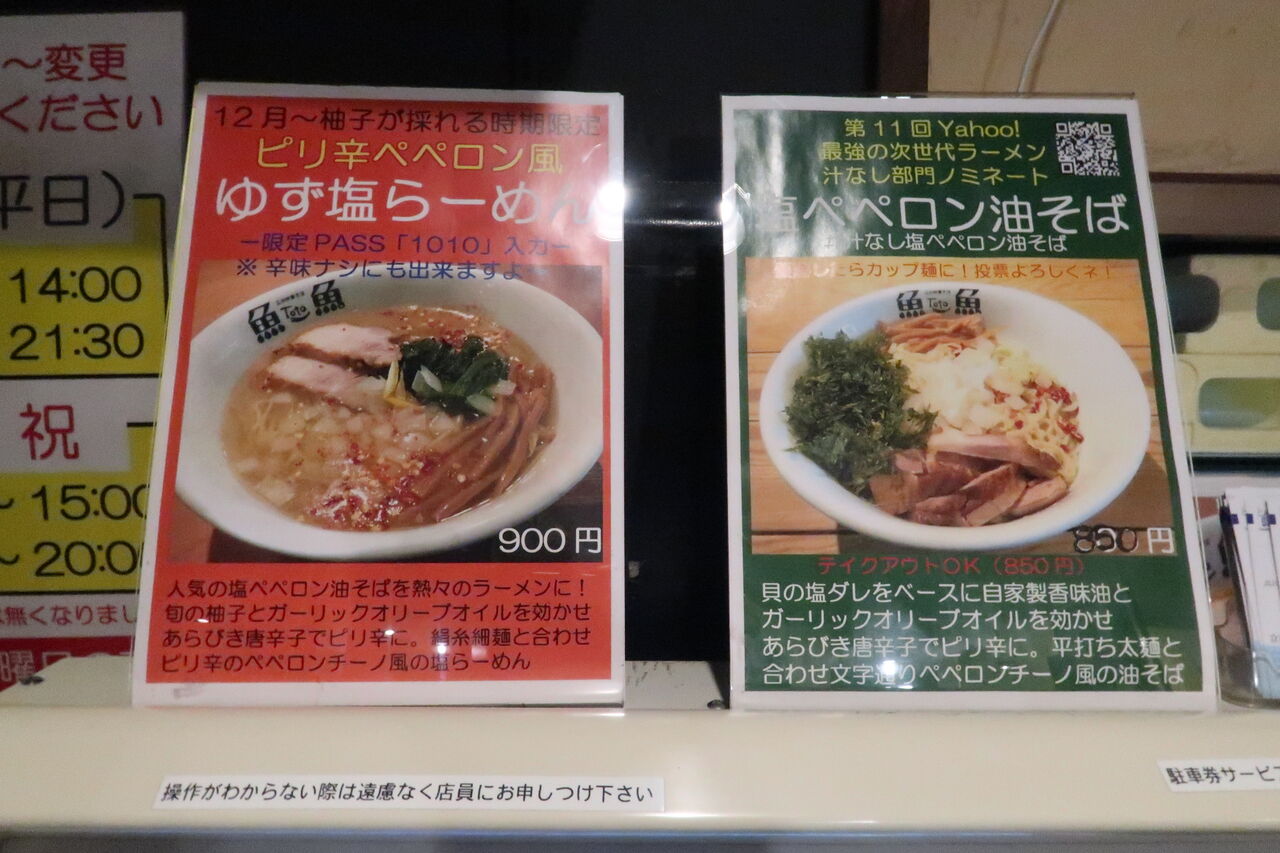 ～変更
ください
平日）
14:00
21:30
祝
～15:00
～20:00
無くなりまし
曜
12月～柚子が採れる時期限定
ピリ辛ペペロン風
ゆず塩らーめん
ー限定PASS「1010」入力ー
※辛味ナシにも出来ますよ
魚 Toto 魚
900円
人気の塩ペペロン油そばを熱々のラーメンに！
旬の柚子とガーリックオリーブオイルを効かせ
あらびき唐辛子でピリ辛に。絹糸細麺と合わせ
ピリ辛のペペロンチーノ風の塩らーめん
第11回Yahoo!
最強の次世代ラーメン
汁なし部門ノミネート
塩ペペロン油そば
汁なし塩ペペロン油そば
したらカップ麺に！投票よろしくネ！
魚 Toto 魚
円
テイクアウトOK（850円）
貝の塩ダレをベースに自家製香味油と
ガーリックオリーブオイルを効かせ
あらびき唐辛子でピリ辛に。平打ち太麺と
合わせ文字通りペペロンチーノ風の油そば
操作がわからない際は遠慮なく店員にお申しつけ下さい
駐車券サービス